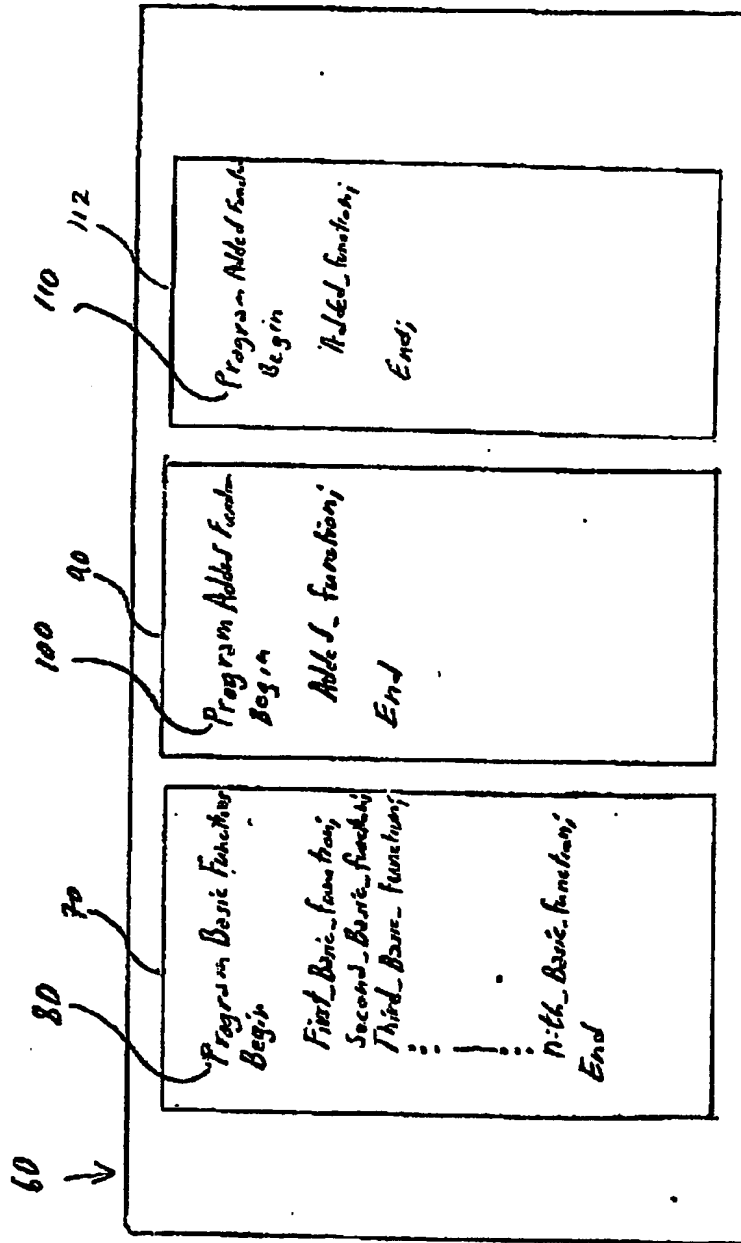 60
80
70
Program Basic Functions
Begin
First_Basic_function;
Second_Basic_function;
Third_Basic_function;
n:th_Basic_function;
End
100
90
Program Added Function
Begin
Added_function;
End
110
112
Program Added Function
Begin
Added_function;
End;